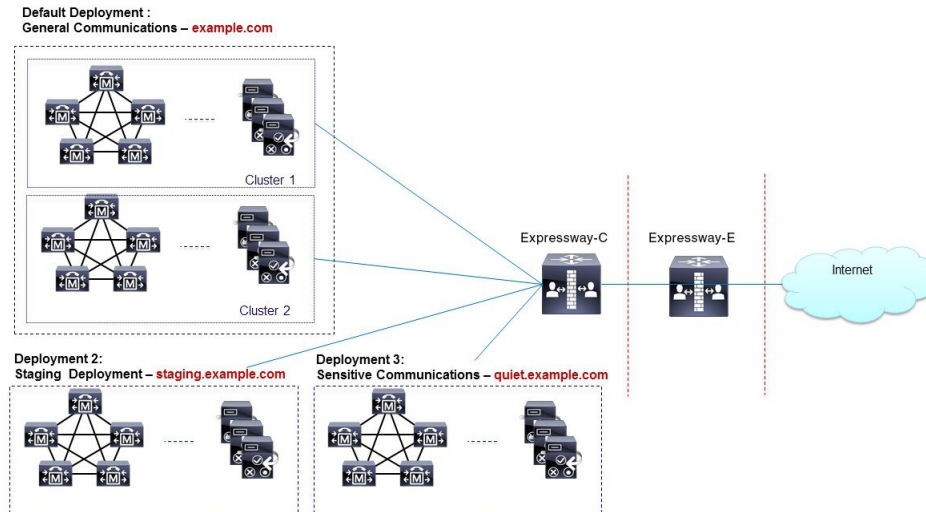 Default Deployment :
General Communications – example.com
M
M
M
M
M
Cluster 1
M
M
M
M
M
Cluster 2
Expressway-C
Expressway-E
Internet
Deployment 2:
Staging Deployment – staging.example.com
M
M
M
M
M
Deployment 3:
Sensitive Communications – quiet.example.com
M
M
M
M
M